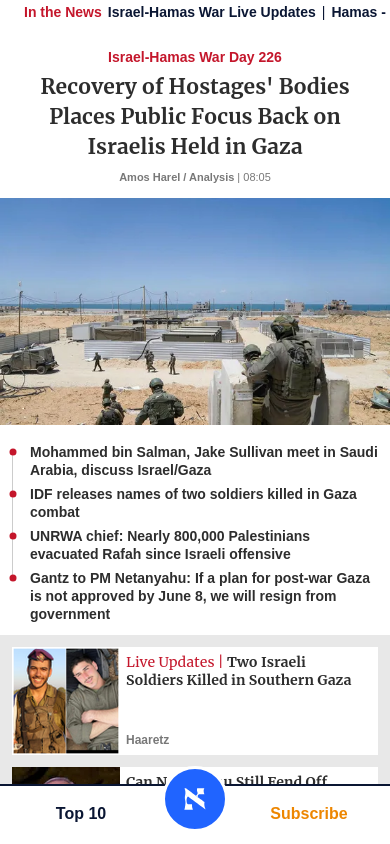 In the News Israel-Hamas War Live Updates | Hamas -
Israel-Hamas War Day 226
Recovery of Hostages' Bodies
Places Public Focus Back on
Israelis Held in Gaza
Amos Harel / Analysis | 08:05
Mohammed bin Salman, Jake Sullivan meet in Saudi
Arabia, discuss Israel/Gaza
IDF releases names of two soldiers killed in Gaza
combat
UNRWA chief: Nearly 800,000 Palestinians
evacuated Rafah since Israeli offensive
Gantz to PM Netanyahu: If a plan for post-war Gaza
is not approved by June 8, we will resign from
government
Live Updates | Two Israeli
Soldiers Killed in Southern Gaza
Haaretz
Can Still Fend Off
Top 10
א
Subscribe